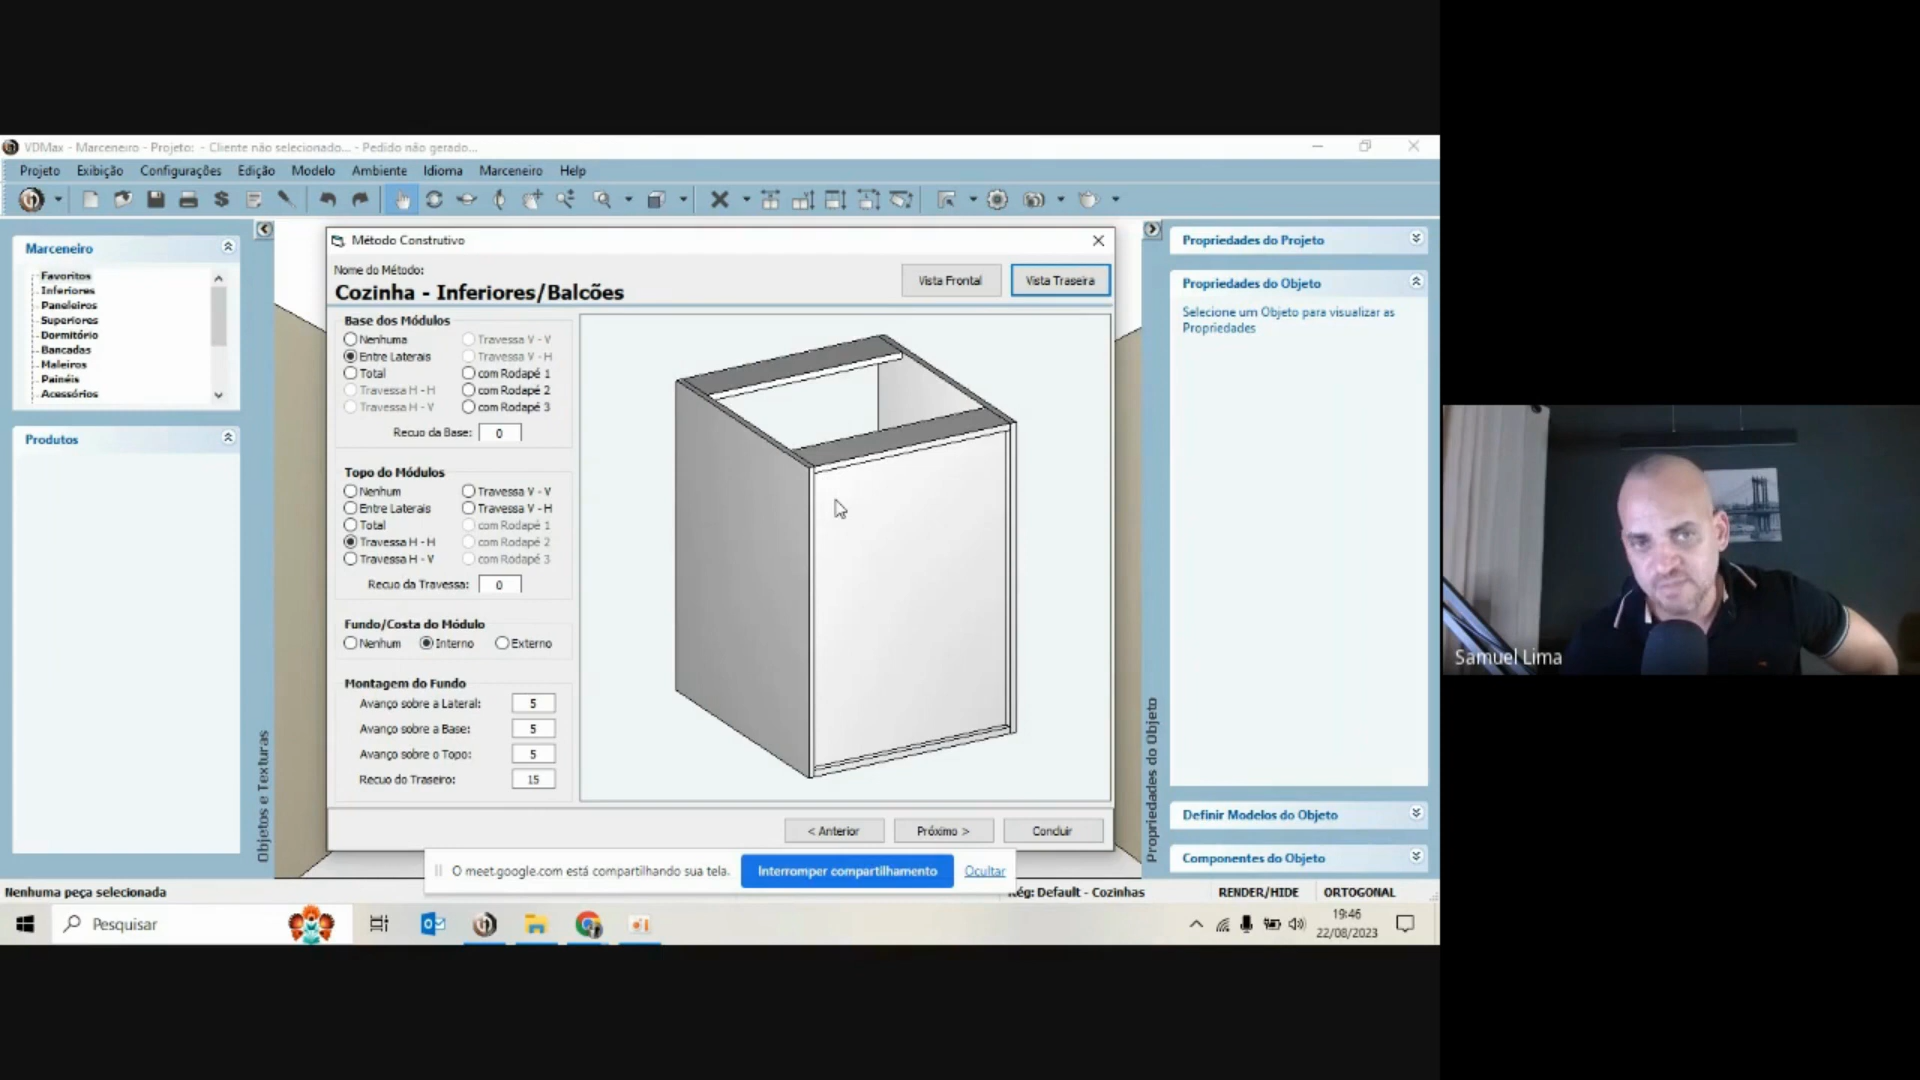 VDMax - Marceneiro - Projeto: - Cliente não selecionado... - Pedido não gerado...
Projeto Exibição Configurações Edição Modelo Ambiente Idioma Marceneiro Help
Marceneiro
Favoritos
Inferiores
Paneleiros
Superiores
Dormitório
Bancadas
Maleiros
Painéis
Acessórios
Produtos
Objetos e Texturas
Método Construtivo
Nome do Método:
Cozinha - Inferiores/Balcões
Vista Frontal
Vista Traseira
Base dos Módulos
Nenhuma Travessa V - V
Entre Laterais Travessa V - H
Total com Rodapé 1
Travessa H - H com Rodapé 2
Travessa H - V com Rodapé 3
Recuo da Base: 0
Topo do Módulos
Nenhum Travessa V - V
Entre Laterais Travessa V - H
Total com Rodapé 1
Travessa H - H com Rodapé 2
Travessa H - V com Rodapé 3
Recuo da Travessa: 0
Fundo/Costa do Módulo
Nenhum Interno Externo
Montagem do Fundo
Avanço sobre a Lateral: 5
Avanço sobre a Base: 5
Avanço sobre o Topo: 5
Recuo do Traseiro: 15
< Anterior
Próximo >
Concluir
Propriedades do Objeto
Propriedades do Projeto
Propriedades do Objeto
Selecione um Objeto para visualizar as
Propriedades
Definir Modelos do Objeto
Componentes do Objeto
O meet.google.com está compartilhando sua tela.
Interromper compartilhamento
Ocultar
Nenhuma peça selecionada
Default - Cozinhas
RENDER/HIDE
ORTOGONAL
Pesquisar
19:46
22/08/2023
Samuel Lima